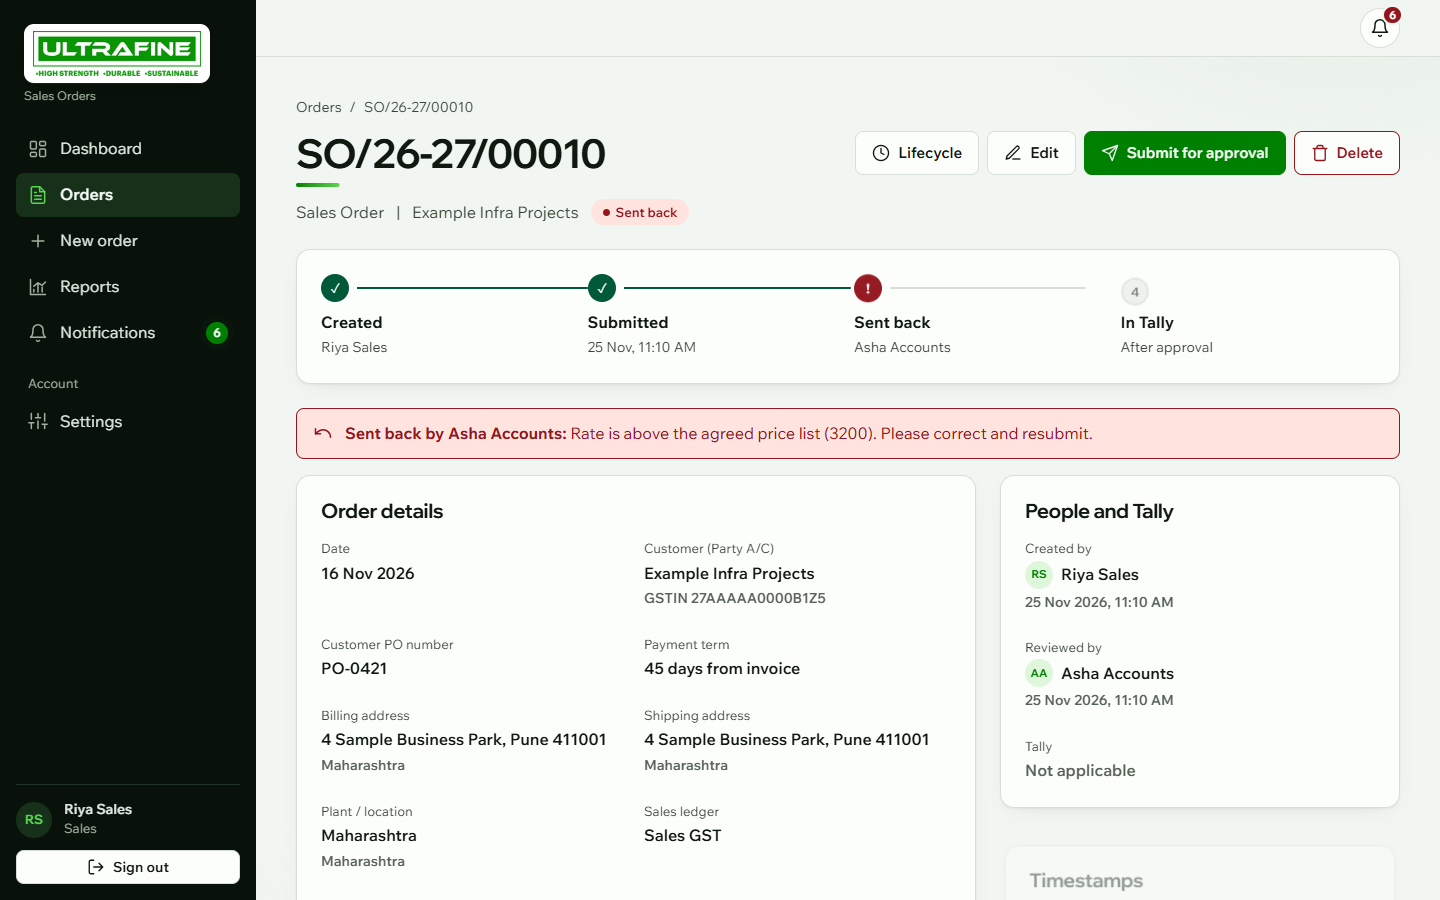 ULTRAFINE
•HIGH STRENGTH •DURABLE •SUSTAINABLE
Sales Orders
Dashboard
Orders
New order
Reports
Notifications 6
Account
Settings
RS
Riya Sales
Sales
Sign out
6
Orders / SO/26-27/00010
SO/26-27/00010
Lifecycle
Edit
Submit for approval
Delete
Sales Order | Example Infra Projects Sent back
Created
Riya Sales
Submitted
25 Nov, 11:10 AM
!
Sent back
Asha Accounts
4
In Tally
After approval
Sent back by Asha Accounts: Rate is above the agreed price list (3200). Please correct and resubmit.
Order details
Date
16 Nov 2026
Customer (Party A/C)
Example Infra Projects
GSTIN 27AAAAA0000B1Z5
Customer PO number
PO-0421
Payment term
45 days from invoice
Billing address
4 Sample Business Park, Pune 411001
Maharashtra
Shipping address
4 Sample Business Park, Pune 411001
Maharashtra
Plant / location
Maharashtra
Maharashtra
Sales ledger
Sales GST
People and Tally
Created by
RS Riya Sales
25 Nov 2026, 11:10 AM
Reviewed by
AA Asha Accounts
25 Nov 2026, 11:10 AM
Tally
Not applicable
Timestamps